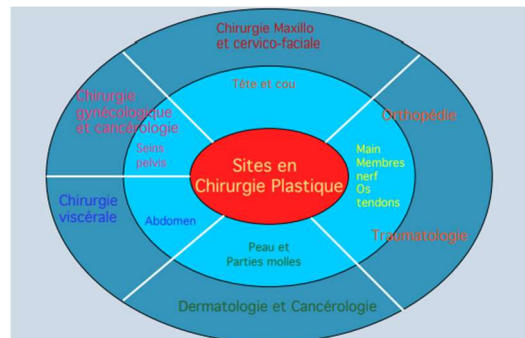 Chirurgie Maxillo
et cervico-faciale
Tête et cou
Chirurgie
gynécologique
et cancérologie
Seins
pelvis
Orthopédie
Main
Membres
nerf
Os
tendons
Sites en
Chirurgie Plastique
Chirurgie
viscérale
Abdomen
Traumatologie
Peau et
Parties molles
Dermatologie et Cancérologie